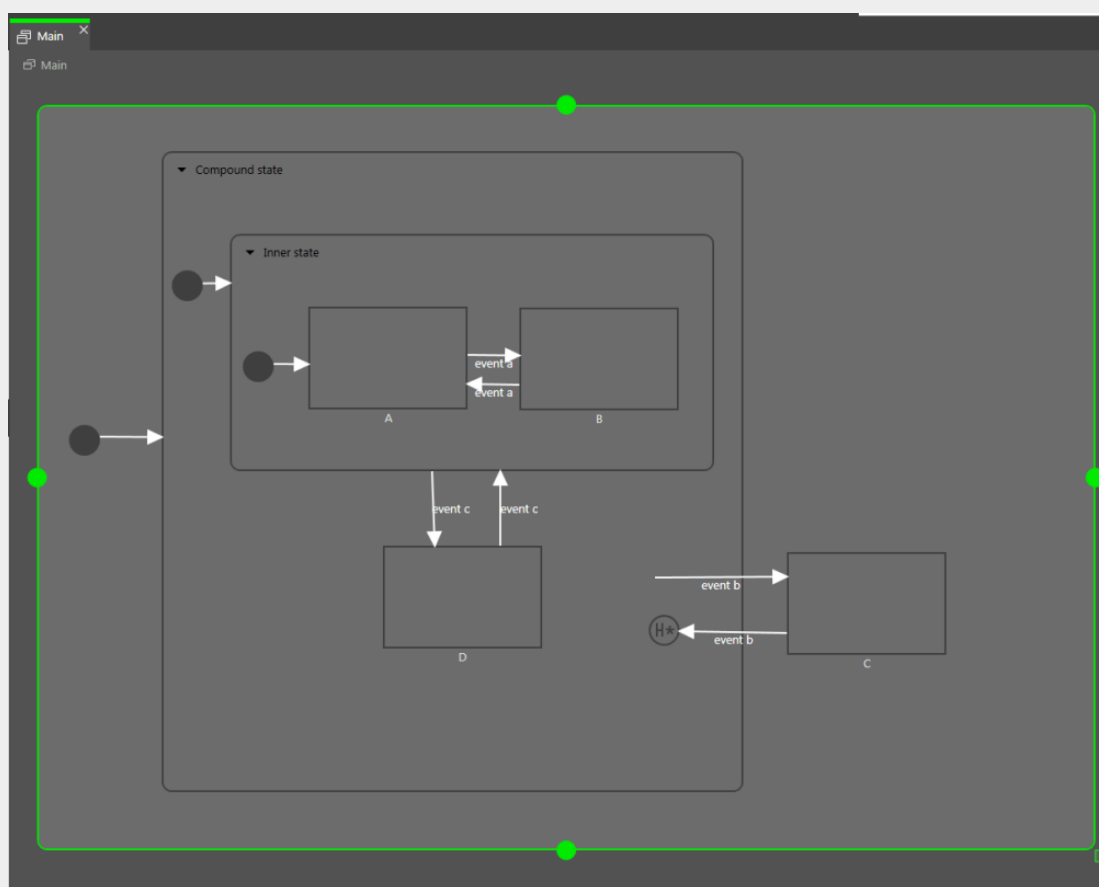 Main
Main
Compound state
Inner state
event a
event a
A
B
event c
event c
event b
H*
event b
D
C